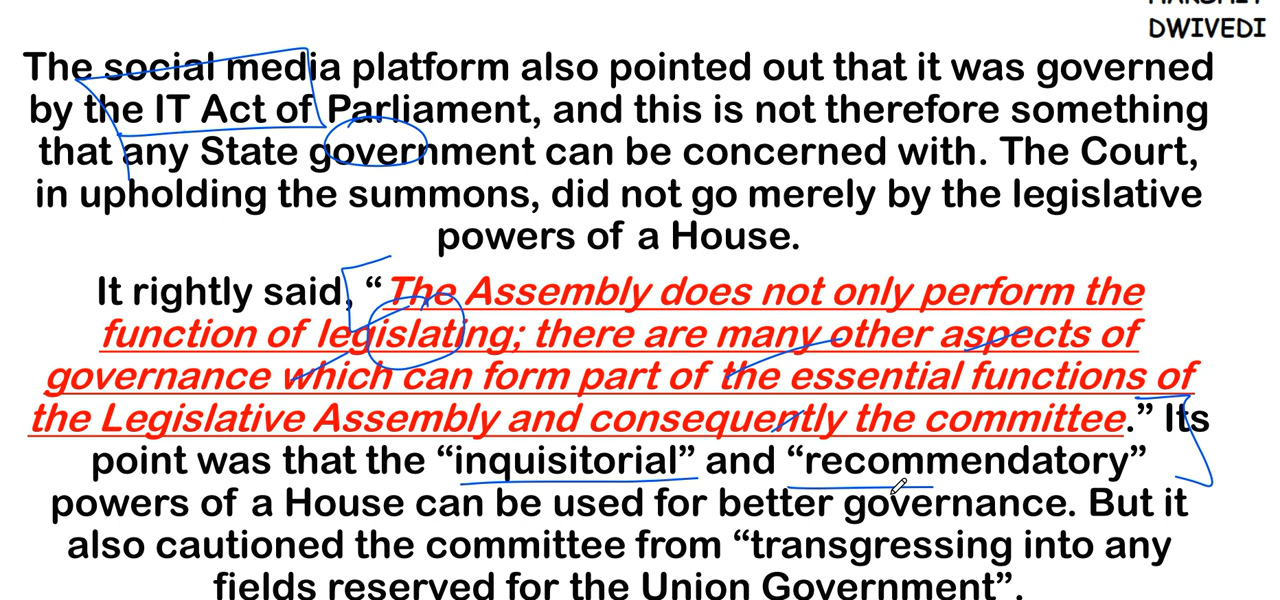 DWIVEDI
The social media platform also pointed out that it was governed
by the IT Act of Parliament, and this is not therefore something
that any State government can be concerned with. The Court,
in upholding the summons, did not go merely by the legislative
powers of a House.
It rightly said, “The Assembly does not only perform the
function of legislating; there are many other aspects of
governance which can form part of the essential functions of
the Legislative Assembly and consequently the committee.” Its
point was that the “inquisitorial” and “recommendatory”
powers of a House can be used for better governance. But it
also cautioned the committee from “transgressing into any
fields reserved for the Union Government”.